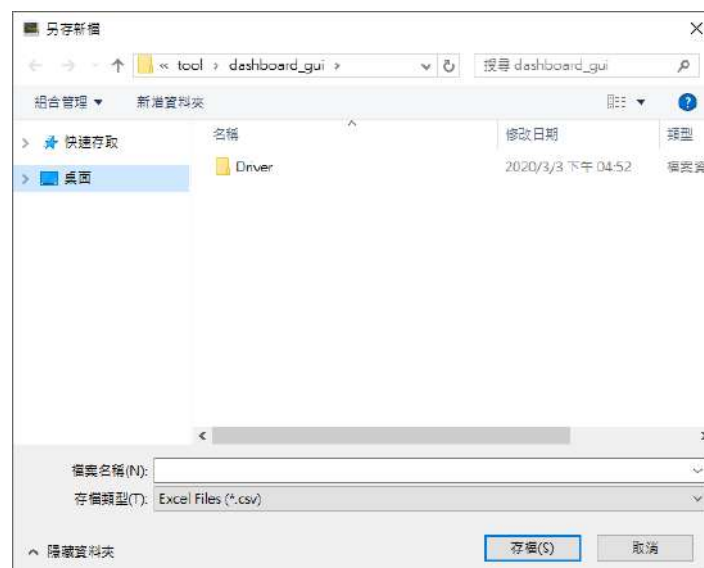 另存新檔
« tool › dashboard_gui ›
搜尋 dashboard_gui
組合管理 ▼ 新增資料夾
快速存取
桌面
名稱 修改日期 類型
Driver 2020/3/3 下午 04:52 檔案資
檔案名稱(N):
存檔類型(T): Excel Files (*.csv)
隱藏資料夾 存檔(S) 取消